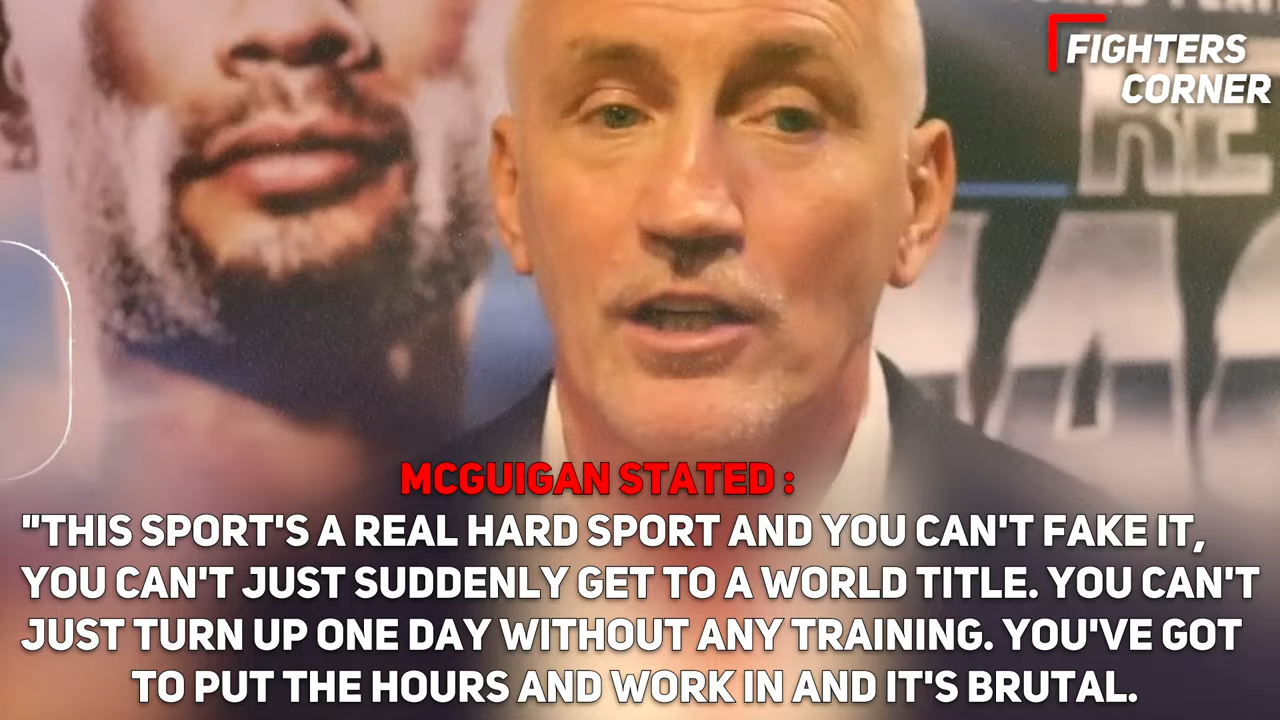 FIGHTERS
CORNER
RE
MCGUIGAN STATED :
"THIS SPORT'S A REAL HARD SPORT AND YOU CAN'T FAKE IT,
YOU CAN'T JUST SUDDENLY GET TO A WORLD TITLE. YOU CAN'T
JUST TURN UP ONE DAY WITHOUT ANY TRAINING. YOU'VE GOT
TO PUT THE HOURS AND WORK IN AND IT'S BRUTAL.